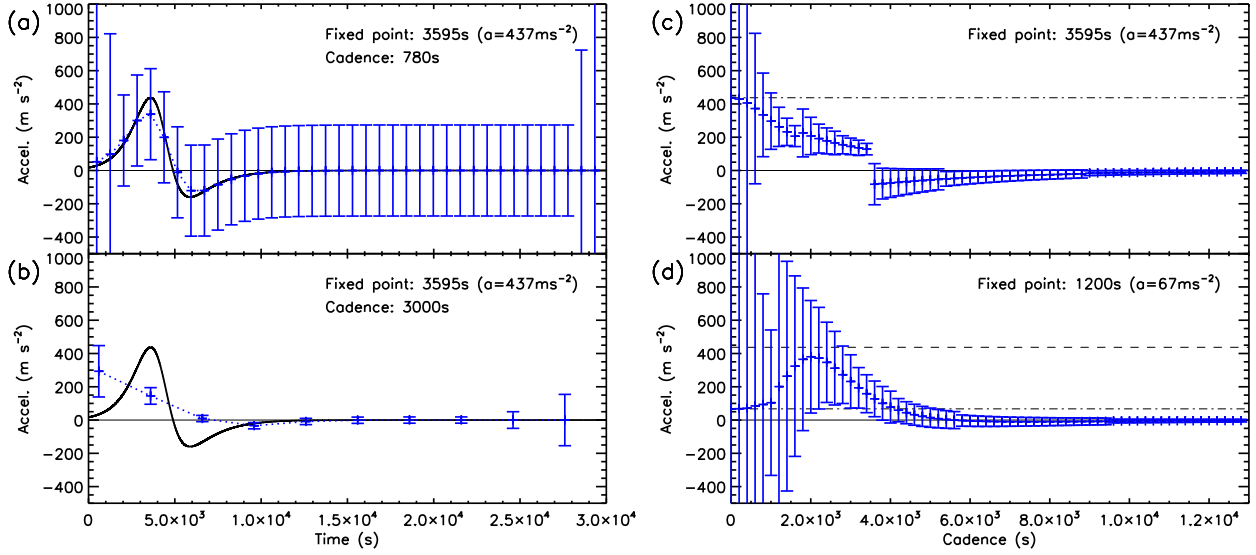 (a)
1000
800
600
400
200
0
−200
−400
Accel. (m s⁻²)
Fixed point: 3595s (a=437ms⁻²)
Cadence: 780s
(b)
1000
800
600
400
200
0
−200
−400
Accel. (m s⁻²)
Fixed point: 3595s (a=437ms⁻²)
Cadence: 3000s
0
5.0×10³
1.0×10⁴
1.5×10⁴
2.0×10⁴
2.5×10⁴
3.0×10⁴
Time (s)
(c)
1000
800
600
400
200
0
−200
−400
Accel. (m s⁻²)
Fixed point: 3595s (a=437ms⁻²)
(d)
1000
800
600
400
200
0
−200
−400
Accel. (m s⁻²)
Fixed point: 1200s (a=67ms⁻²)
0
2.0×10³
4.0×10³
6.0×10³
8.0×10³
1.0×10⁴
1.2×10⁴
Cadence (s)